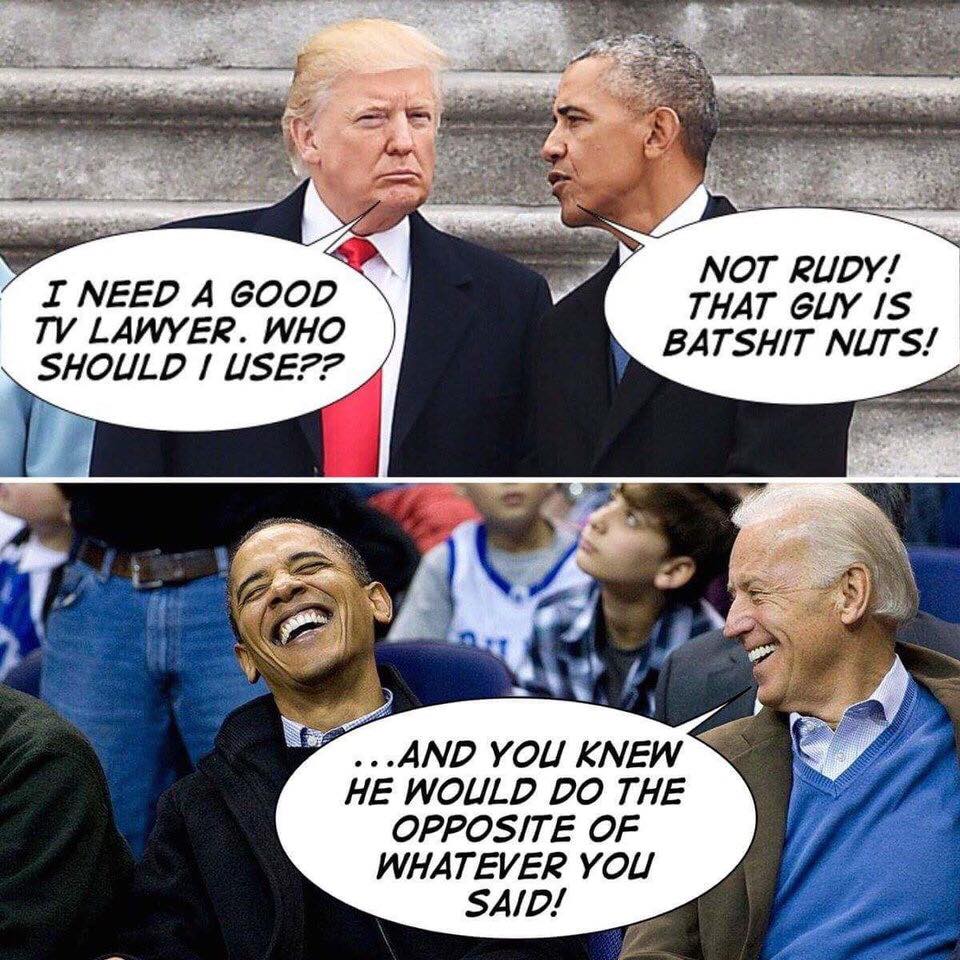 I NEED A GOOD
TV LAWYER. WHO
SHOULD I USE??
NOT RUDY!
THAT GUY IS
BATSHIT NUTS!
...AND YOU KNEW
HE WOULD DO THE
OPPOSITE OF
WHATEVER YOU
SAID!